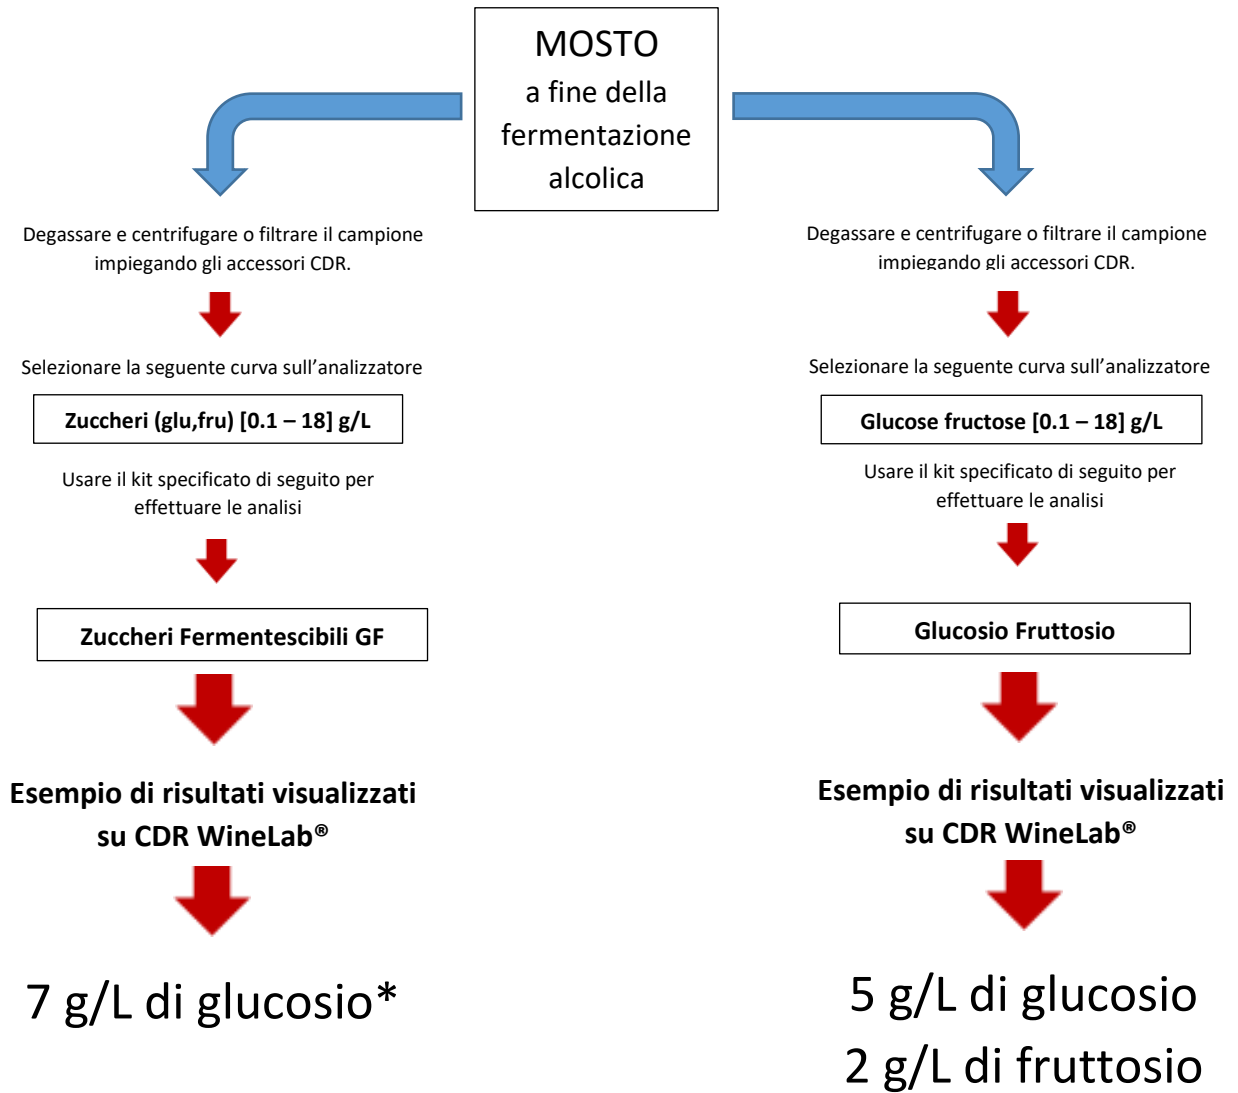 MOSTO
a fine della
fermentazione
alcolica
Degassare e centrifugare o filtrare il campione
impiegando gli accessori CDR.
Selezionare la seguente curva sull’analizzatore
Zuccheri (glu,fru) [0.1 – 18] g/L
Usare il kit specificato di seguito per
effettuare le analisi
Zuccheri Fermentescibili GF
Esempio di risultati visualizzati
su CDR WineLab®
7 g/L di glucosio*
Degassare e centrifugare o filtrare il campione
impiegando gli accessori CDR.
Selezionare la seguente curva sull’analizzatore
Glucose fructose [0.1 – 18] g/L
Usare il kit specificato di seguito per
effettuare le analisi
Glucosio Fruttosio
Esempio di risultati visualizzati
su CDR WineLab®
5 g/L di glucosio
2 g/L di fruttosio